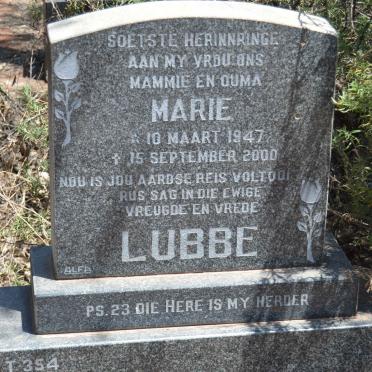 SOETSTE HERINNRINGE
AAN MY VROU ONS
MAMMIE EN OUMA
MARIE
* 10 MAART 1947
† 15 SEPTEMBER 2000
NOU IS JOU AARDSE REIS VOLTOOI
RUS SAG IN DIE EWIGE
VREUGDE EN VREDE
LUBBE
ALFA
PS. 23 DIE HERE IS MY HERDER
T 354